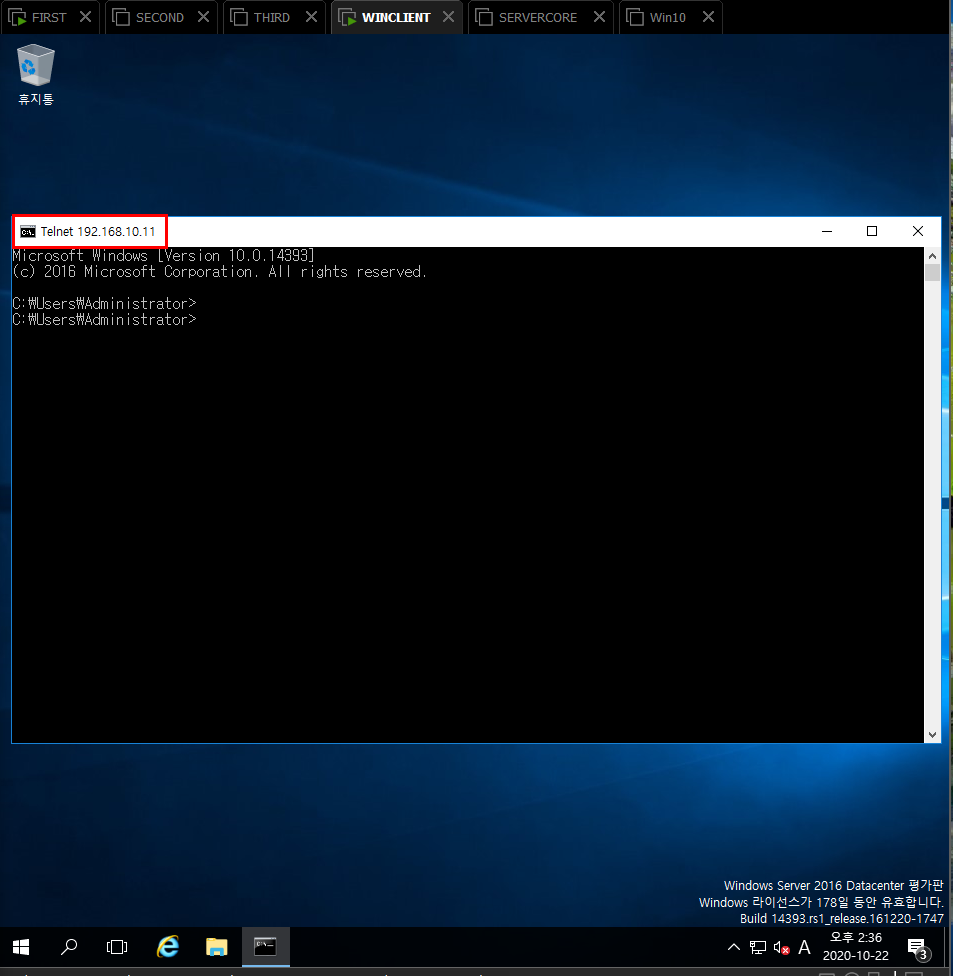 FIRST
SECOND
THIRD
WINCLIENT
SERVERCORE
Win10
휴지통
Telnet 192.168.10.11
Microsoft Windows [Version 10.0.14393]
(c) 2016 Microsoft Corporation. All rights reserved.
C:₩Users₩Administrator>
C:₩Users₩Administrator>
Windows Server 2016 Datacenter 평가판
Windows 라이선스가 178일 동안 유효합니다.
Build 14393.rs1_release.161220-1747
A
오후 2:36
2020-10-22
3